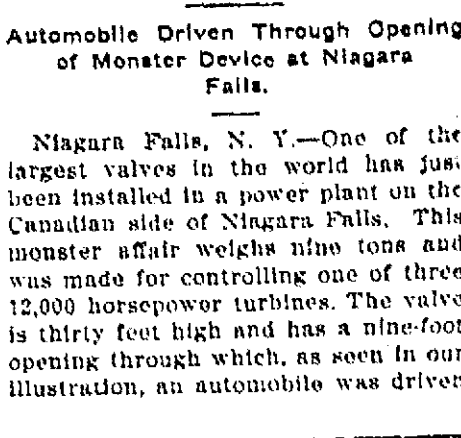 Automobile Driven Through Opening
of Monster Device at Niagara
Falls.
Niagara Falls, N. Y.—One of the
largest valves in the world has just
been installed in a power plant on the
Canadian side of Niagara Falls. This
monster affair weighs nine tons and
was made for controlling one of three
12,000 horsepower turbines. The valve
is thirty feet high and has a nine-foot
opening through which, as seen in our
illustration, an automobile was driven